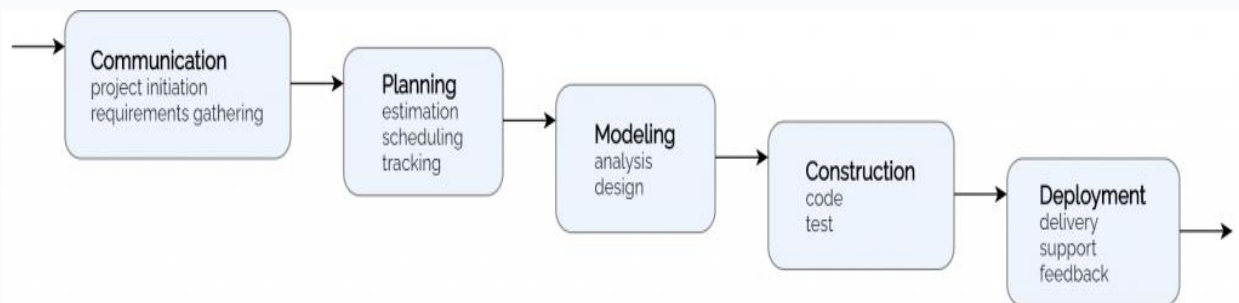 Communication
project initiation
requirements gathering
Planning
estimation
scheduling
tracking
Modeling
analysis
design
Construction
code
test
Deployment
delivery
support
feedback